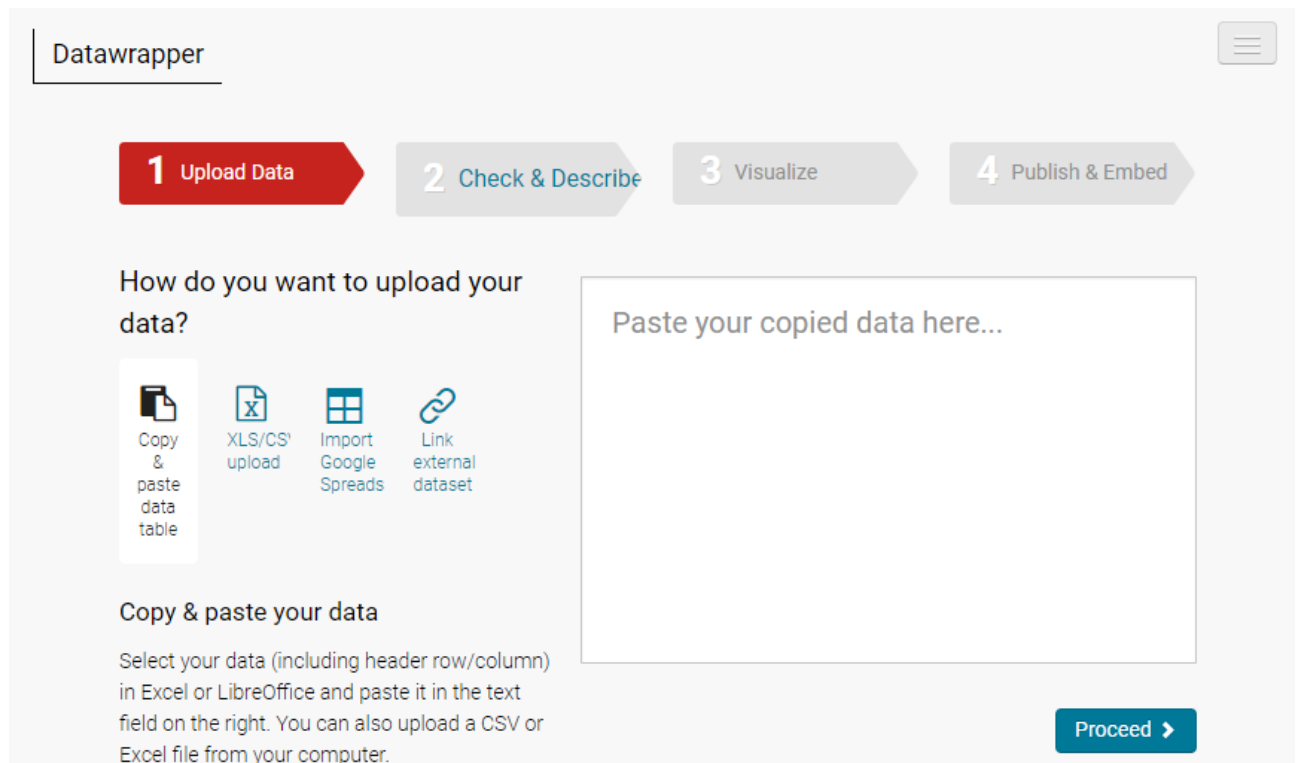 Datawrapper
1 Upload Data
2 Check & Describe
3 Visualize
4 Publish & Embed
How do you want to upload your
data?
Copy
&
paste
data
table
XLS/CS
upload
Import
Google
Spreads
Link
external
dataset
Paste your copied data here...
Copy & paste your data
Select your data (including header row/column)
in Excel or LibreOffice and paste it in the text
field on the right. You can also upload a CSV or
Excel file from your computer.
Proceed